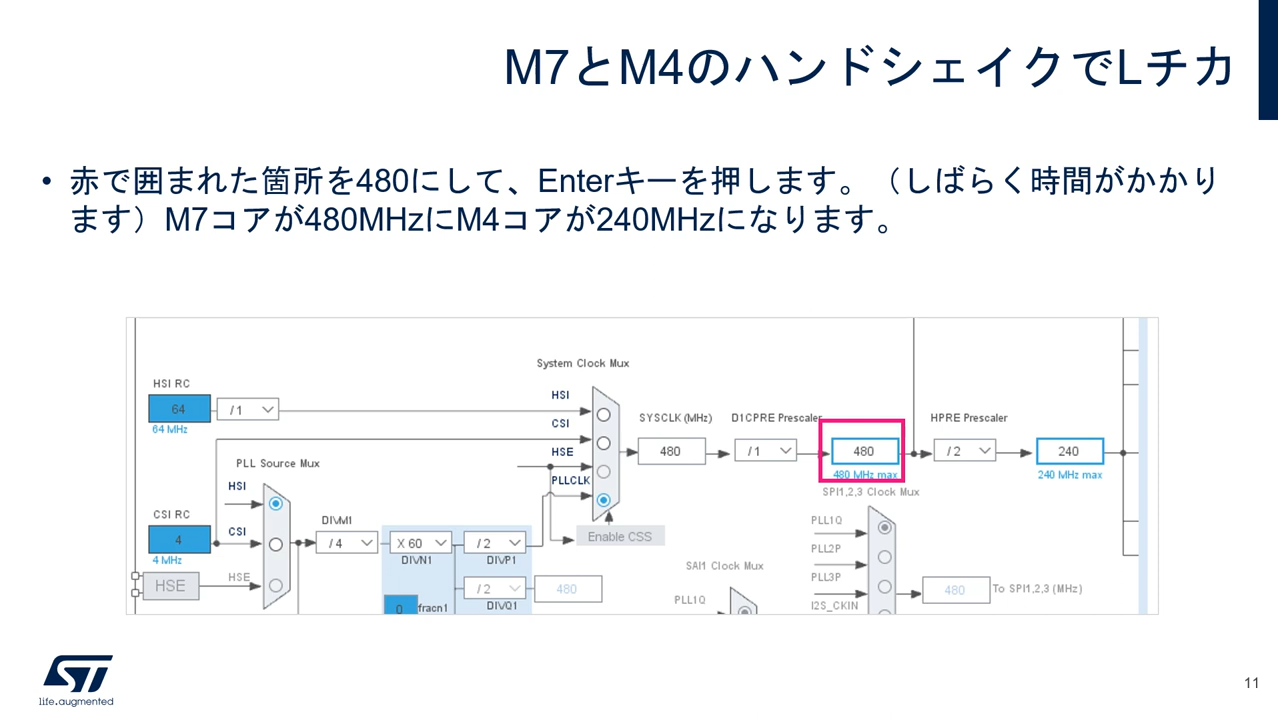 M7とM4のハンドシェイクでLチカ
• 赤で囲まれた箇所を480にして、Enterキーを押します。（しばらく時間がかかり
ます）M7コアが480MHzにM4コアが240MHzになります。
System Clock Mux
HSI RC
64
64 MHz
/ 1
HSI
CSI
HSE
PLLCLK
SYSCLK (MHz)
480
D1CPRE Prescaler
/ 1
480
480 MHz max
HPRE Prescaler
/ 2
240
240 MHz max
PLL Source Mux
HSI
CSI
HSE
CSI RC
4
4 MHz
HSE
DIVM1
/ 4
X 60
DIVN1
/ 2
DIVP1
/ 2
DIVQ1
480
0
fracn1
Enable CSS
SPI1,2,3 Clock Mux
PLL1Q
PLL2P
PLL3P
I2S_CKIN
480
To SPI1,2,3 (MHz)
SAI1 Clock Mux
PLL1Q
ST
life.augmented
11